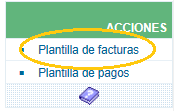 ACCIONES
Plantilla de facturas
Plantilla de pagos